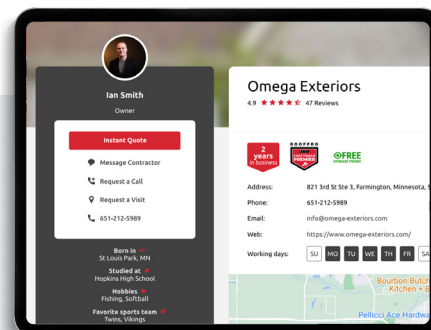 Ian Smith
Owner
Instant Quote
Message Contractor
Request a Call
Request a Visit
651-212-5989
Born in
St Louis Park, MN
Studied at
Hopkins High School
Hobbies
Fishing, Softball
Favorite sports team
Twins, Vikings
Omega Exteriors
4.9 47 Reviews
2
years
in business
ROOFPRO
PREMIER
FREE
Address: 821 3rd St Ste 3, Farmington, Minnesota,
Phone: 651-212-5989
Email: info@omega-exteriors.com
Web: https://www.omega-exteriors.com/
Working days: SU MO TU WE TH FR SA
Bourbon Butch
Kitchen + B
Pellicci Ace Hardwa